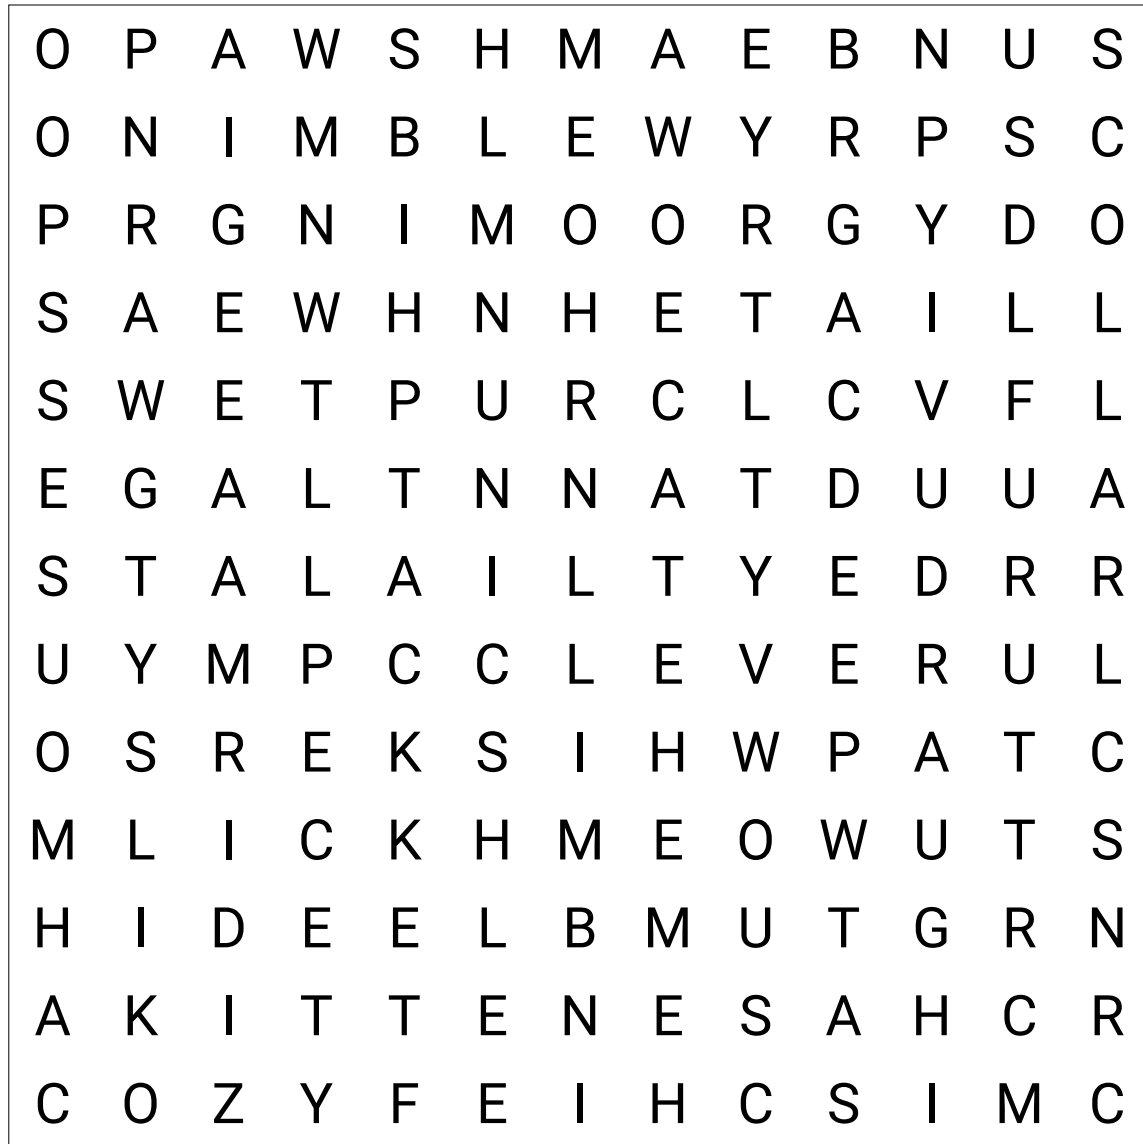 O P A W S H M A E B N U S
O N I M B L E W Y R P S C
P R G N I M O O R G Y D O
S A E W H N H E T A I L L
S W E T P U R C L C V F L
E G A L T N N A T D U U A
S T A L A I L T Y E D R R
U Y M P C C L E V E R U L
O S R E K S I H W P A T C
M L I C K H M E O W U T S
H I D E E L B M U T G R N
A K I T T E N E S A H C R
C O Z Y F E I H C S I M C